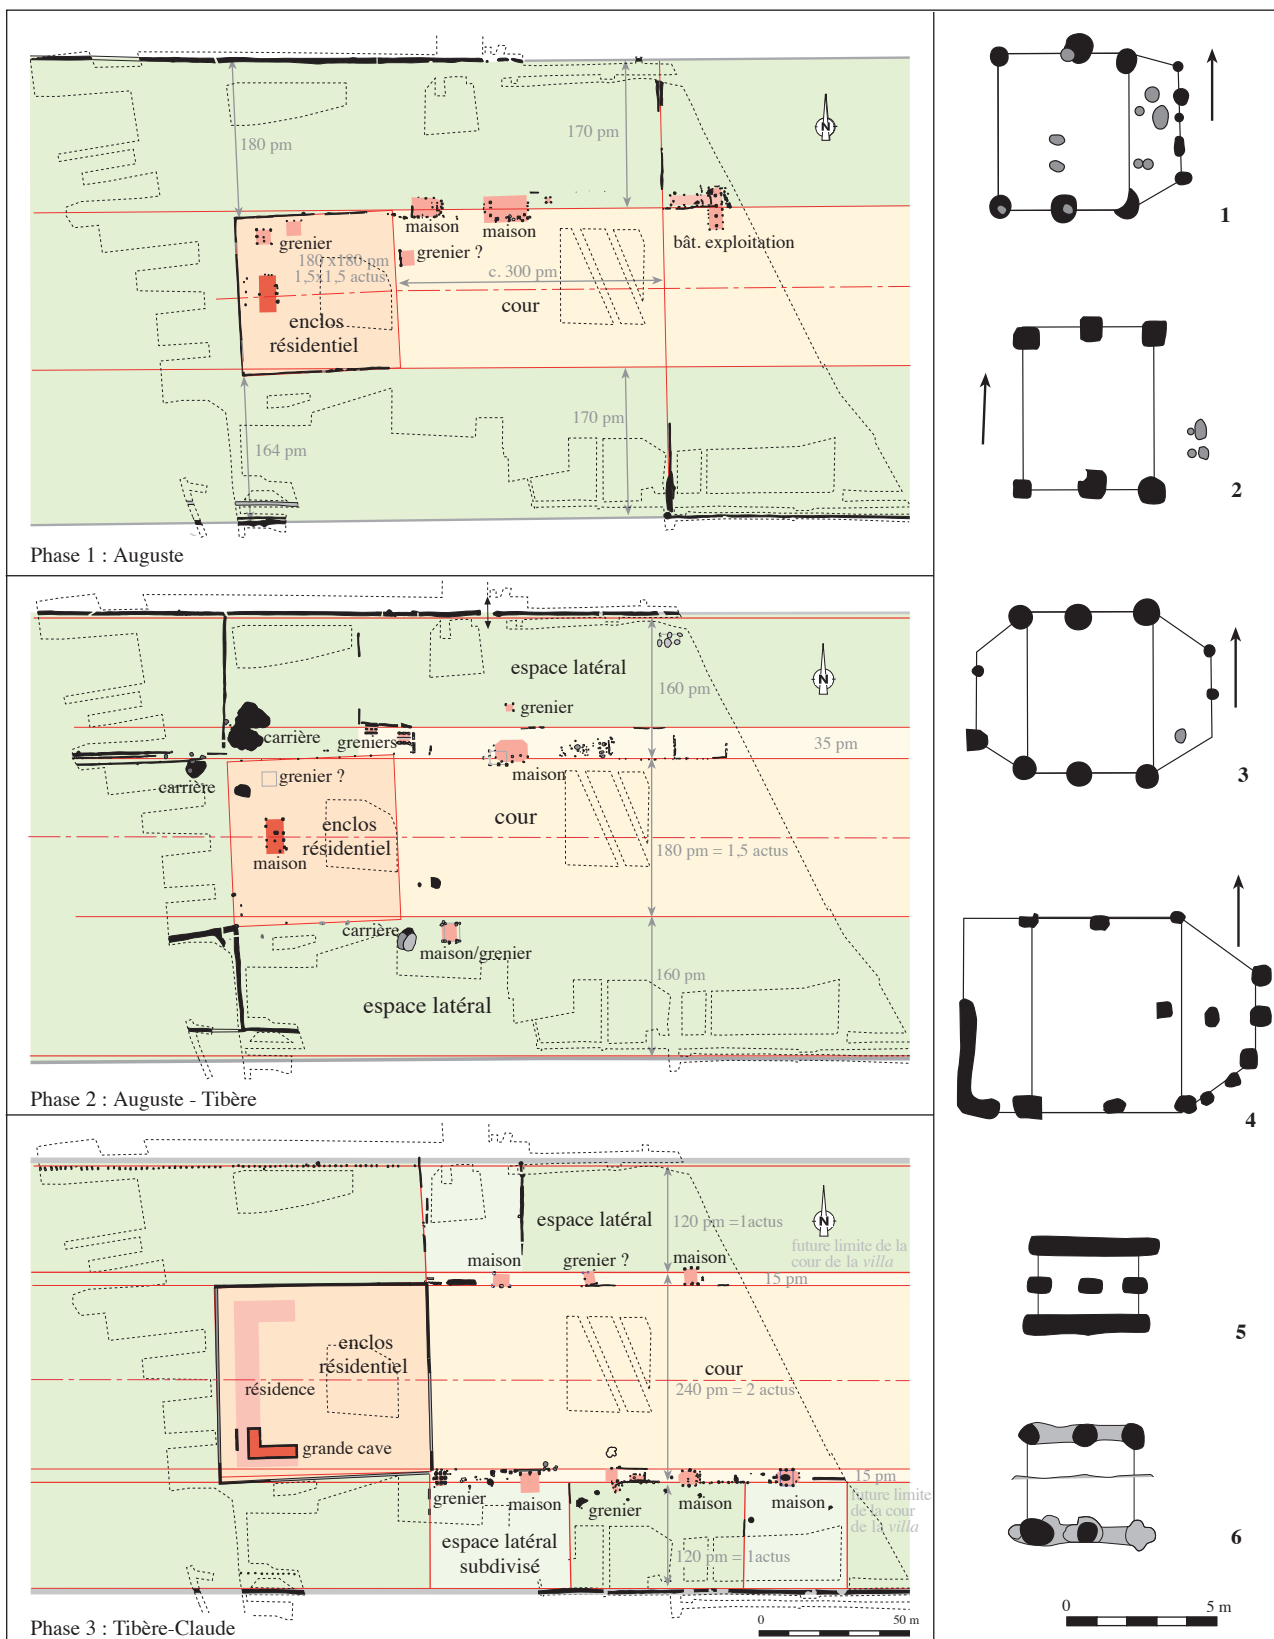 180 pm
170 pm
N
maison
maison
grenier
grenier ?
bât. exploitation
180 x180 pm
1,5x1,5 actus
c. 300 pm
cour
enclos
résidentiel
170 pm
164 pm
Phase 1 : Auguste
N
espace latéral
160 pm
grenier
carrière
greniers
35 pm
maison
carrière
grenier ?
enclos
résidentiel
cour
180 pm = 1,5 actus
maison
carrière
maison/grenier
160 pm
espace latéral
Phase 2 : Auguste - Tibère
N
espace latéral
120 pm =1actus
future limite de la
cour de la villa
maison
grenier ?
maison
15 pm
enclos
résidentiel
cour
résidence
240 pm = 2 actus
grande cave
15 pm
grenier
maison
grenier
maison
maison
future limite
de la cour
de la villa
espace latéral
subdivisé
120 pm = 1actus
Phase 3 : Tibère-Claude
0 50 m
1
2
3
4
5
6
0 5 m